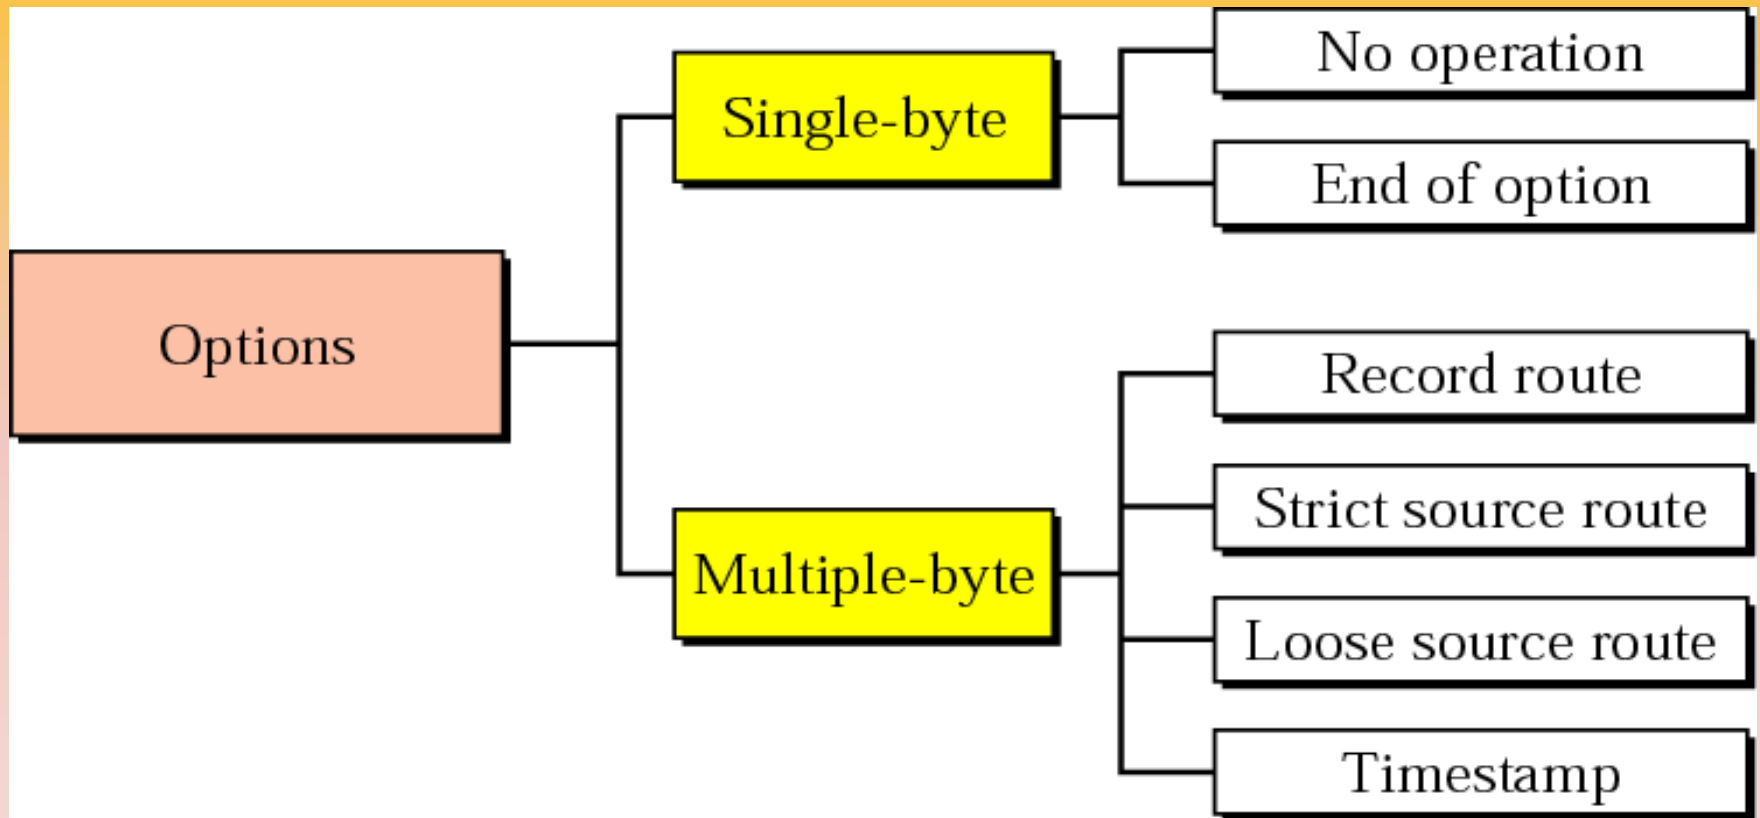 Options
Single-byte
No operation
End of option
Multiple-byte
Record route
Strict source route
Loose source route
Timestamp